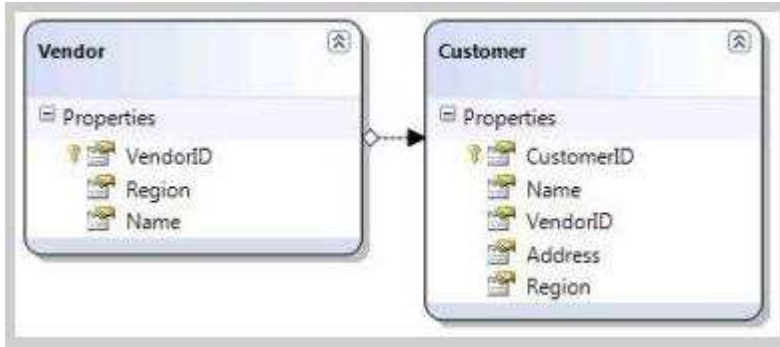 Vendor
Properties
VendorID
Region
Name
Customer
Properties
CustomerID
Name
VendorID
Address
Region